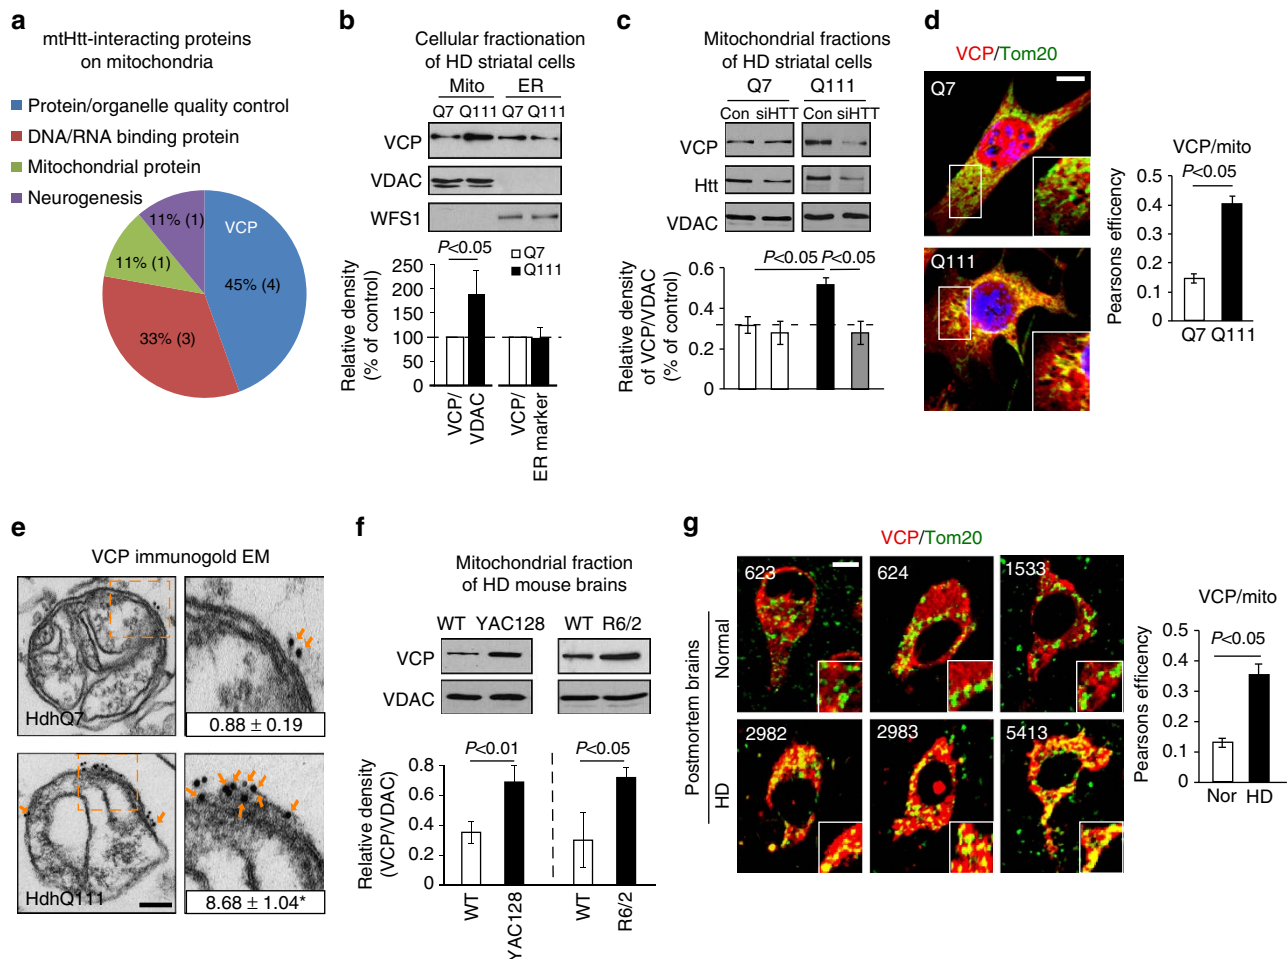 a
mtHtt-interacting proteins
on mitochondria
Protein/organelle quality control
DNA/RNA binding protein
Mitochondrial protein
Neurogenesis
VCP
11% (1)
11% (1)
45% (4)
33% (3)
b
Cellular fractionation
of HD striatal cells
Mito ER
Q7 Q111 Q7 Q111
VCP
VDAC
WFS1
P<0.05
Q7
Q111
Relative density
(% of control)
250
200
150
100
50
0
VCP/
VDAC
VCP/
ER marker
c
Mitochondrial fractions
of HD striatal cells
Q7 Q111
Con siHTT Con siHTT
VCP
Htt
VDAC
P<0.05 P<0.05
Relative density
of VCP/VDAC
(% of control)
0.6
0.4
0.2
0
d
VCP/Tom20
Q7
Q111
VCP/mito
P<0.05
Pearsons efficency
0.5
0.4
0.3
0.2
0.1
0
Q7 Q111
e
VCP immunogold EM
HdhQ7
0.88 ± 0.19
HdhQ111
8.68 ± 1.04*
f
Mitochondrial fraction
of HD mouse brains
WT YAC128 WT R6/2
VCP
VDAC
P<0.01 P<0.05
Relative density
(VCP/VDAC)
0.8
0.6
0.4
0.2
0
WT
YAC128
WT
R6/2
g
VCP/Tom20
Postmortem brains
Normal
HD
623 624 1533
2982 2983 5413
VCP/mito
P<0.05
Pearsons efficency
0.5
0.4
0.3
0.2
0.1
0
Nor HD